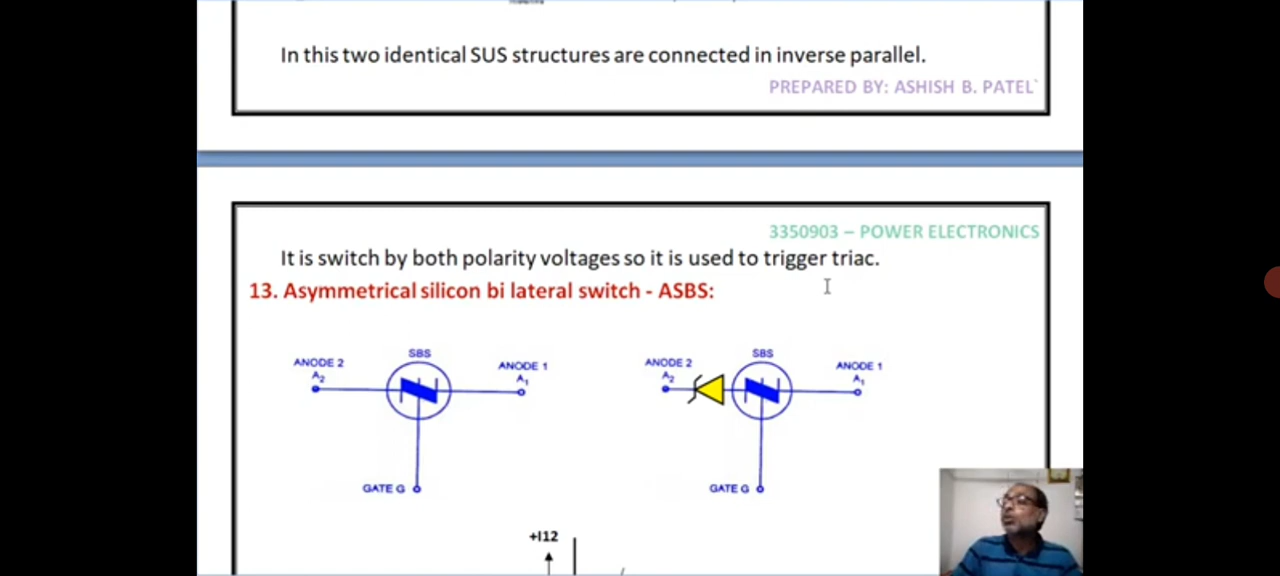 In this two identical SUS structures are connected in inverse parallel.
PREPARED BY: ASHISH B. PATEL`
3350903 – POWER ELECTRONICS
It is switch by both polarity voltages so it is used to trigger triac.
13. Asymmetrical silicon bi lateral switch - ASBS:
SBS
ANODE 2
A2
ANODE 1
A1
GATE G
SBS
ANODE 2
A2
ANODE 1
A1
GATE G
+I12